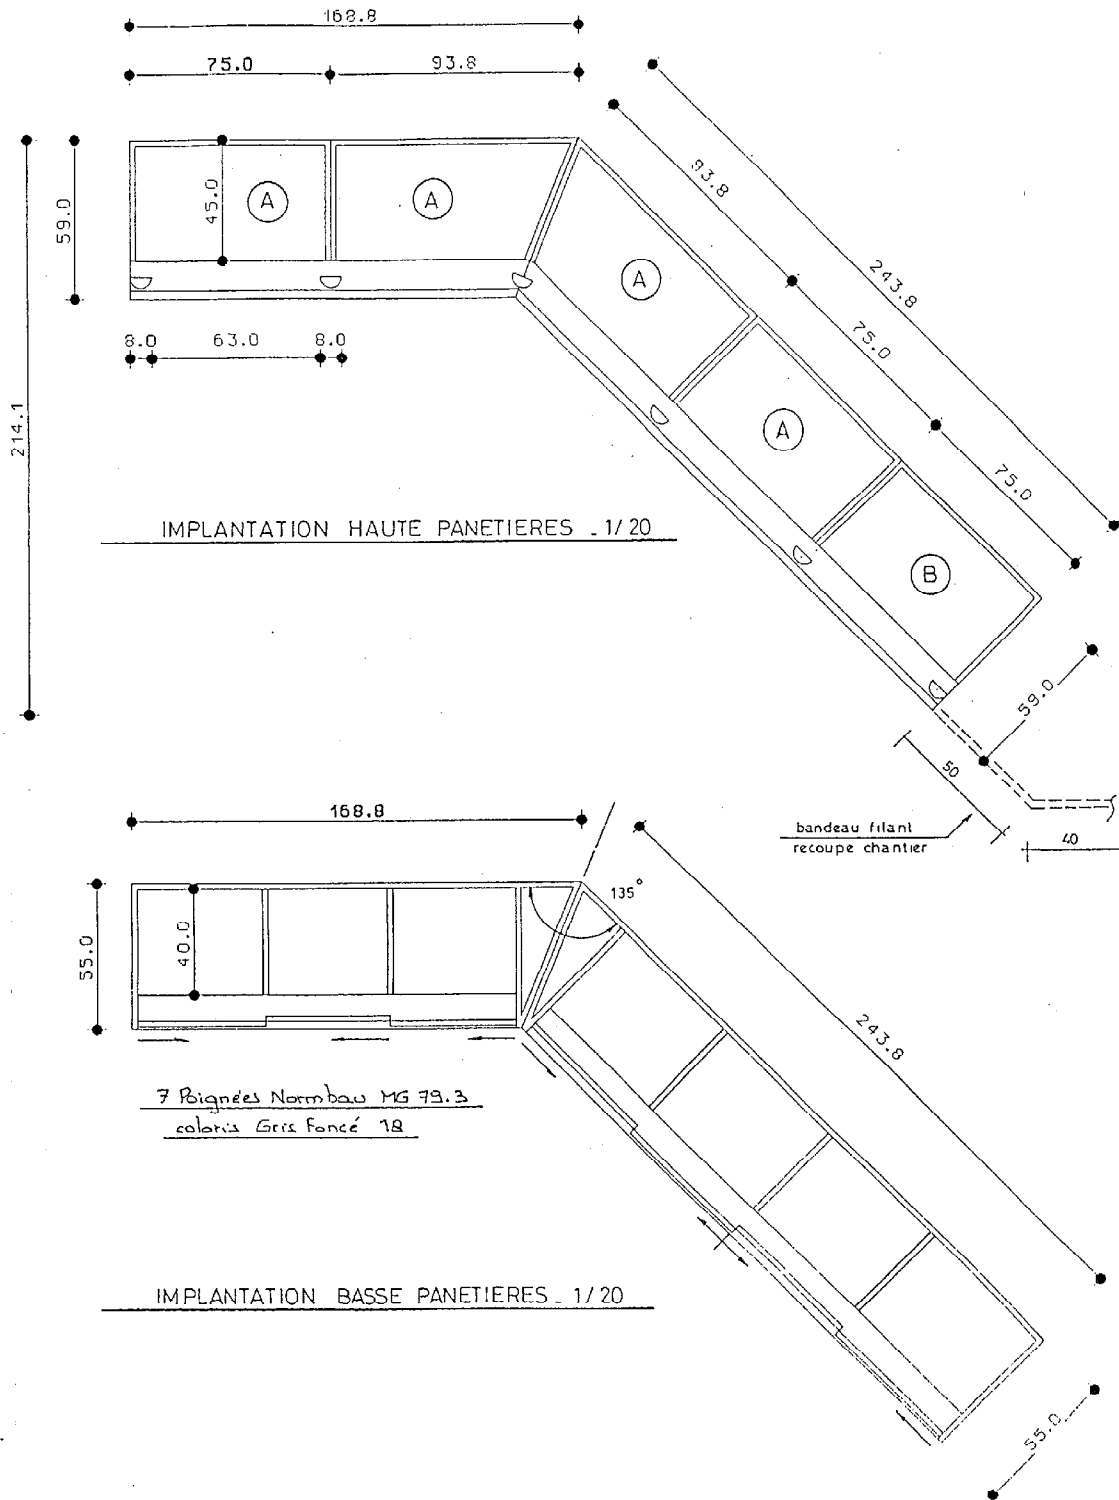 168.8
75.0
93.8
59.0
45.0
A
A
93.8
243.8
A
75.0
8.0
63.0
8.0
214.1
A
75.0
IMPLANTATION HAUTE PANETIERES _ 1/20
B
59.0
50
bandeau filant
recoupe chantier
40
168.8
135°
55.0
40.0
243.8
7 Poignées Normbau MG 79.3
coloris Gris Foncé 18
IMPLANTATION BASSE PANETIERES _ 1/20
55.0